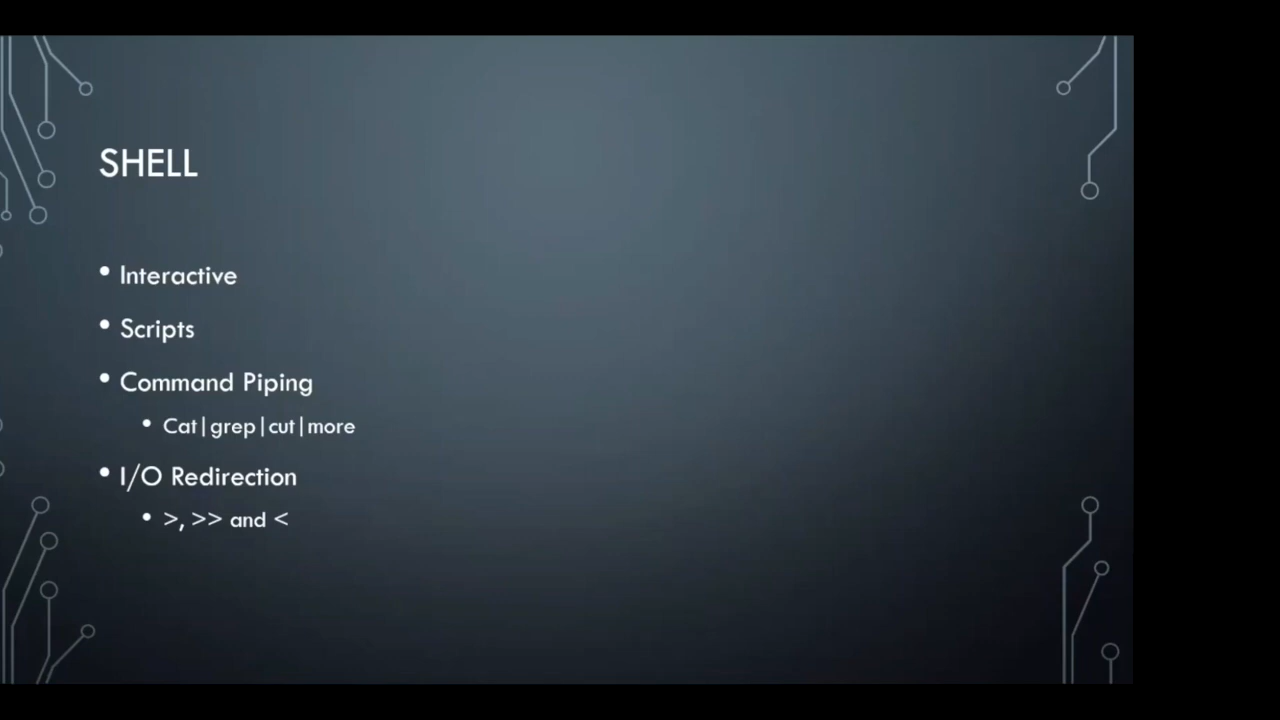 SHELL
• Interactive
• Scripts
• Command Piping
• Cat|grep|cut|more
• I/O Redirection
• >, >> and <